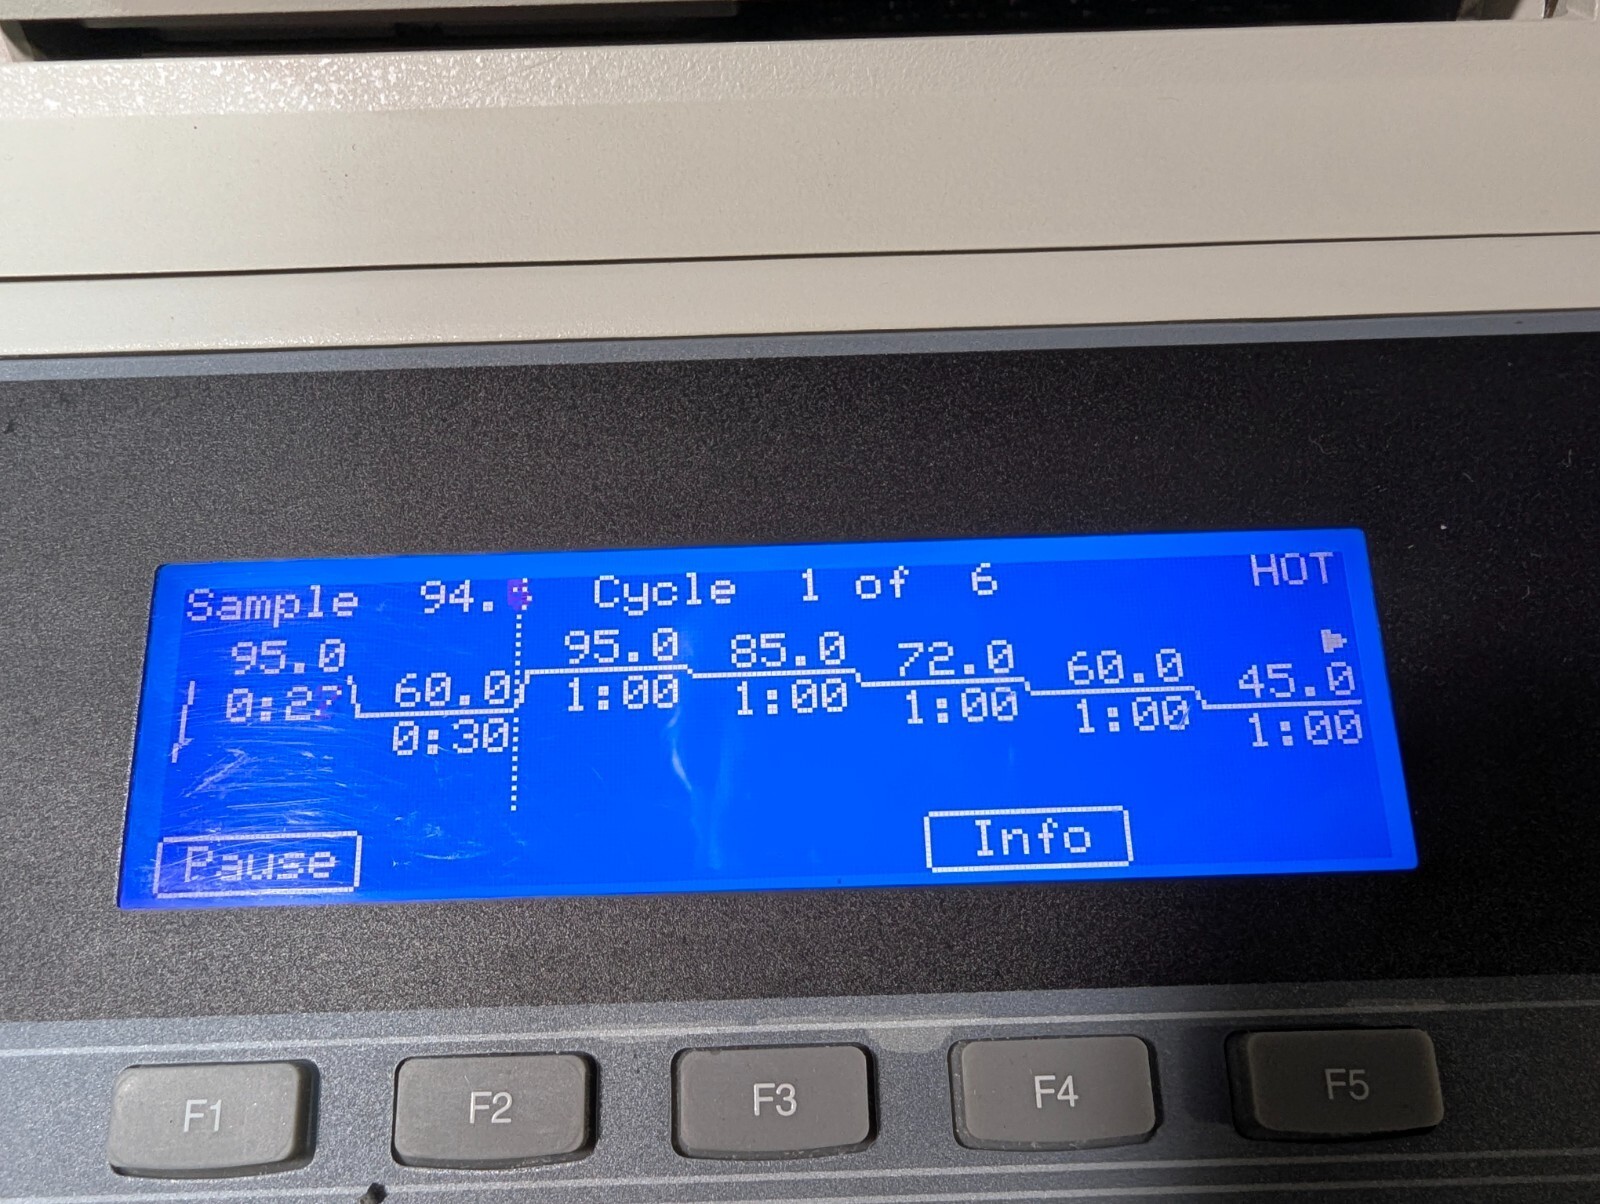 Sample 94. Cycle 1 of 6 HOT
95.0 60.0 95.0 85.0 72.0 60.0 45.0
0:27 0:30 1:00 1:00 1:00 1:00 1:00
Pause Info
F1 F2 F3 F4 F5